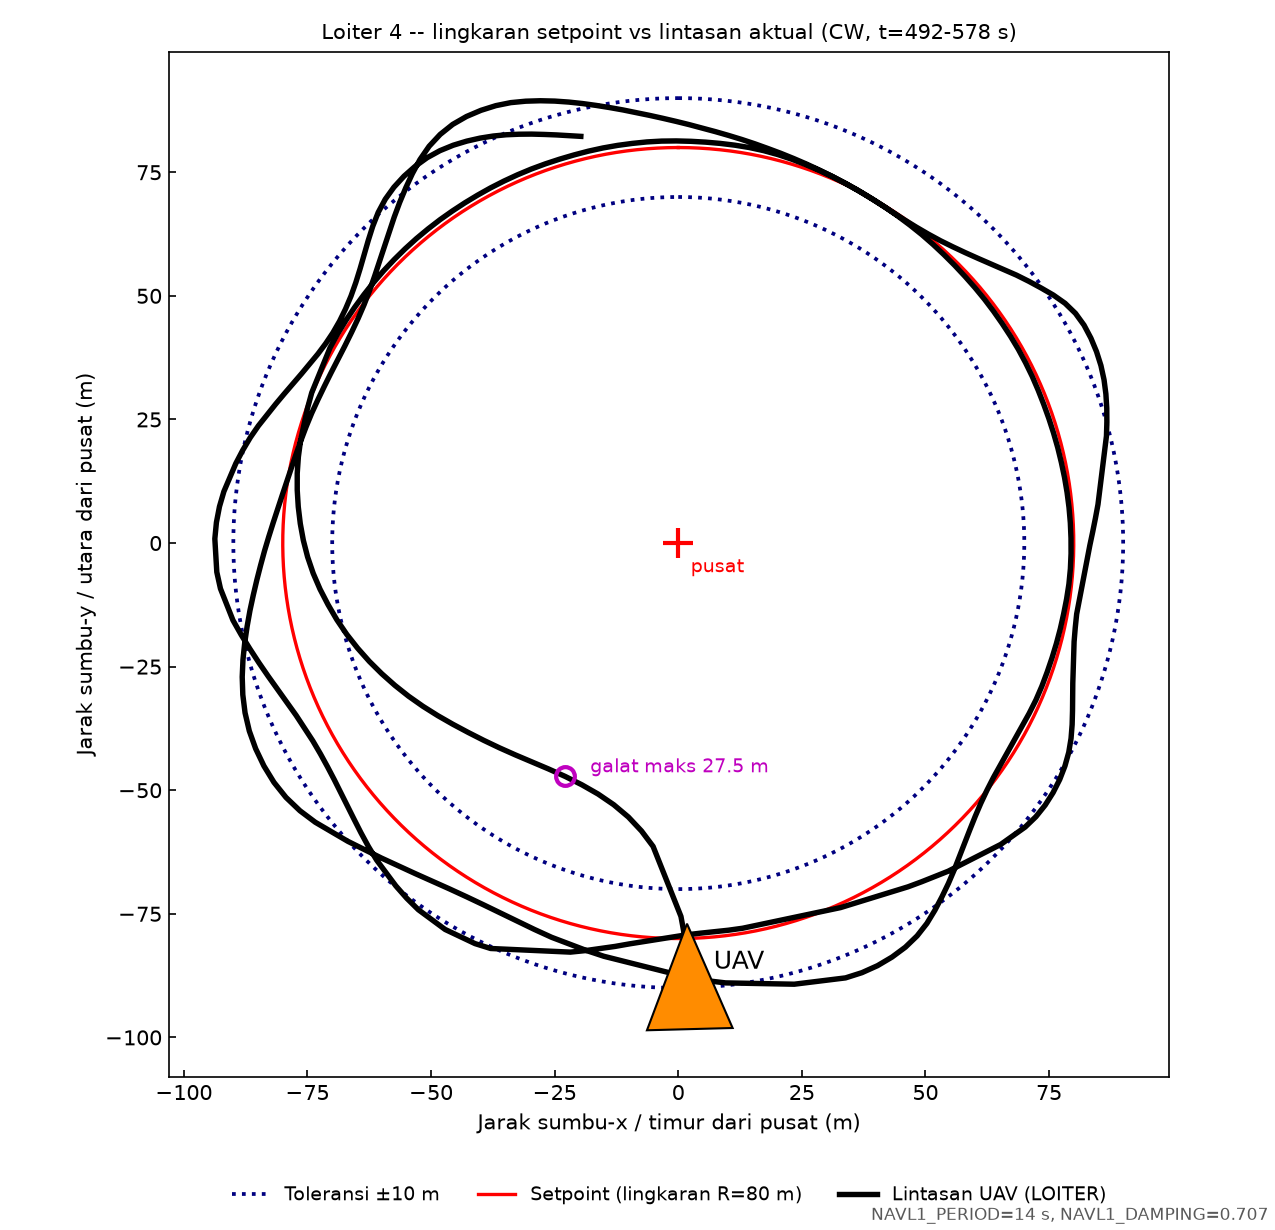 Loiter 4 -- lingkaran setpoint vs lintasan aktual (CW, t=492-578 s)
Jarak sumbu-y / utara dari pusat (m)
75
50
25
0
−25
−50
−75
−100
pusat
galat maks 27.5 m
UAV
−100
−75
−50
−25
0
25
50
75
Jarak sumbu-x / timur dari pusat (m)
Toleransi ±10 m
Setpoint (lingkaran R=80 m)
Lintasan UAV (LOITER)
NAVL1_PERIOD=14 s, NAVL1_DAMPING=0.707